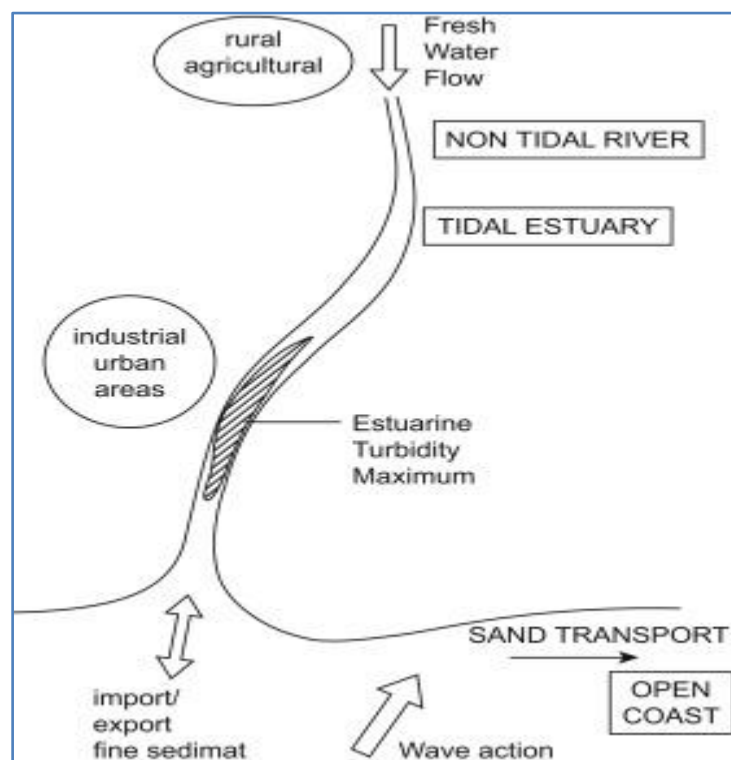 rural
agricultural
Fresh
Water
Flow
NON TIDAL RIVER
TIDAL ESTUARY
industrial
urban
areas
Estuarine
Turbidity
Maximum
SAND TRANSPORT
import/
export
fine sedimat
OPEN
COAST
Wave action